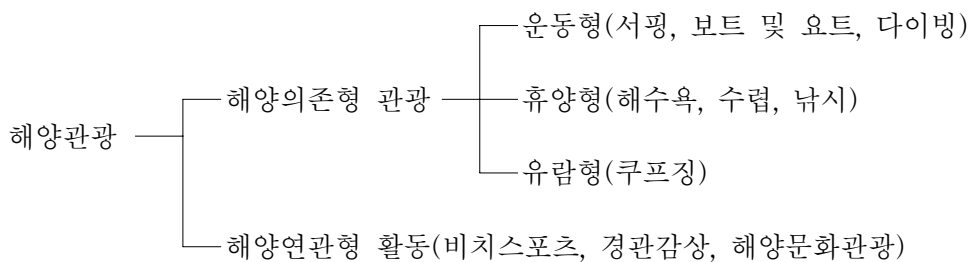 운동형(서핑, 보트 및 요트, 다이빙)
해양의존형 관광
휴양형(해수욕, 수렵, 낚시)
해양관광
유람형(쿠프징)
해양연관형 활동(비치스포츠, 경관감상, 해양문화관광)